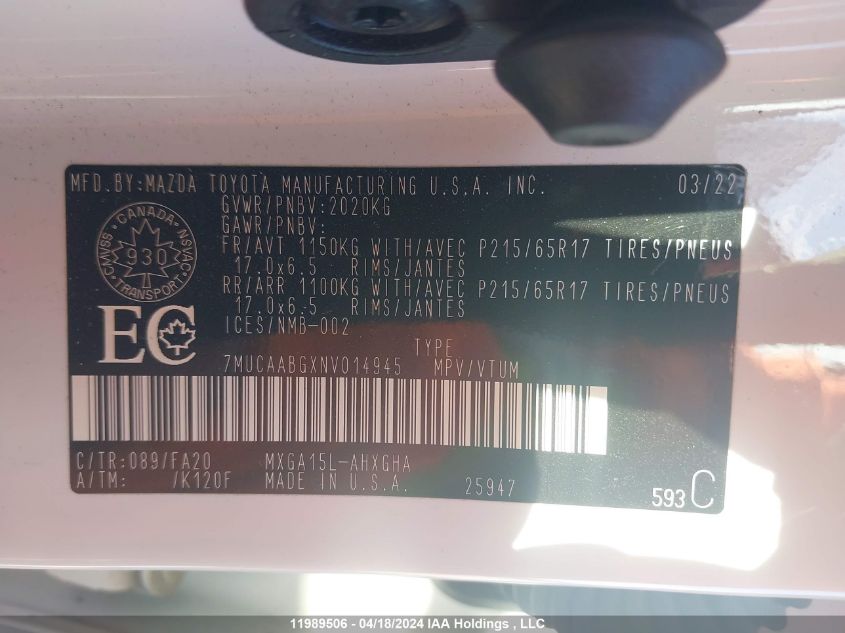 MFD.BY:MAZDA TOYOTA MANUFACTURING U.S.A. INC. 03/22
GVWR/PNBV:2020KG
GAWR/PNBV:
FR/AVT 1150KG WITH/AVEC P215/65R17 TIRES/PNEUS
17.0x6.5 RIMS/JANTES
RR/ARR 1100KG WITH/AVEC P215/65R17 TIRES/PNEUS
17.0x6.5 RIMS/JANTES
ICES/NMB-002
CANADA
CMVSS NSVAC
930
TRANSPORT
EC
TYPE
7MUCAABGXNV014945 MPV/VTUM
C/TR:089/FA20 MXGA15L-AHXGHA
A/TM: /K120F MADE IN U.S.A. 25947
593 C
11989506 - 04/18/2024 IAA Holdings , LLC